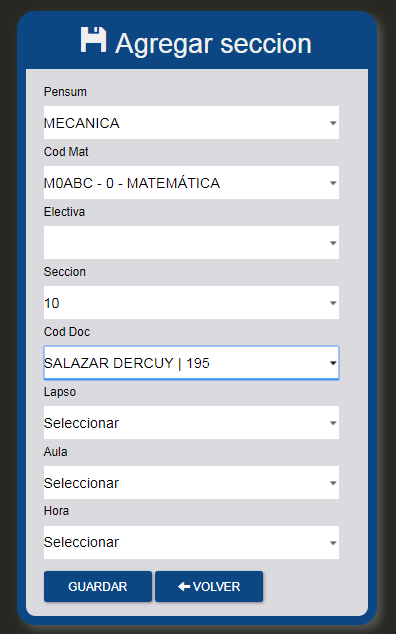 Agregar seccion
Pensum
MECANICA
Cod Mat
M0ABC - 0 - MATEMÁTICA
Electiva
Seccion
10
Cod Doc
SALAZAR DERCUY | 195
Lapso
Seleccionar
Aula
Seleccionar
Hora
Seleccionar
GUARDAR VOLVER